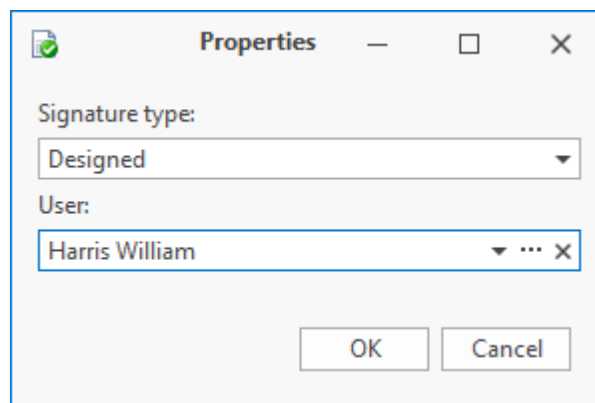 Properties
Signature type:
Designed
User:
Harris William
OK Cancel